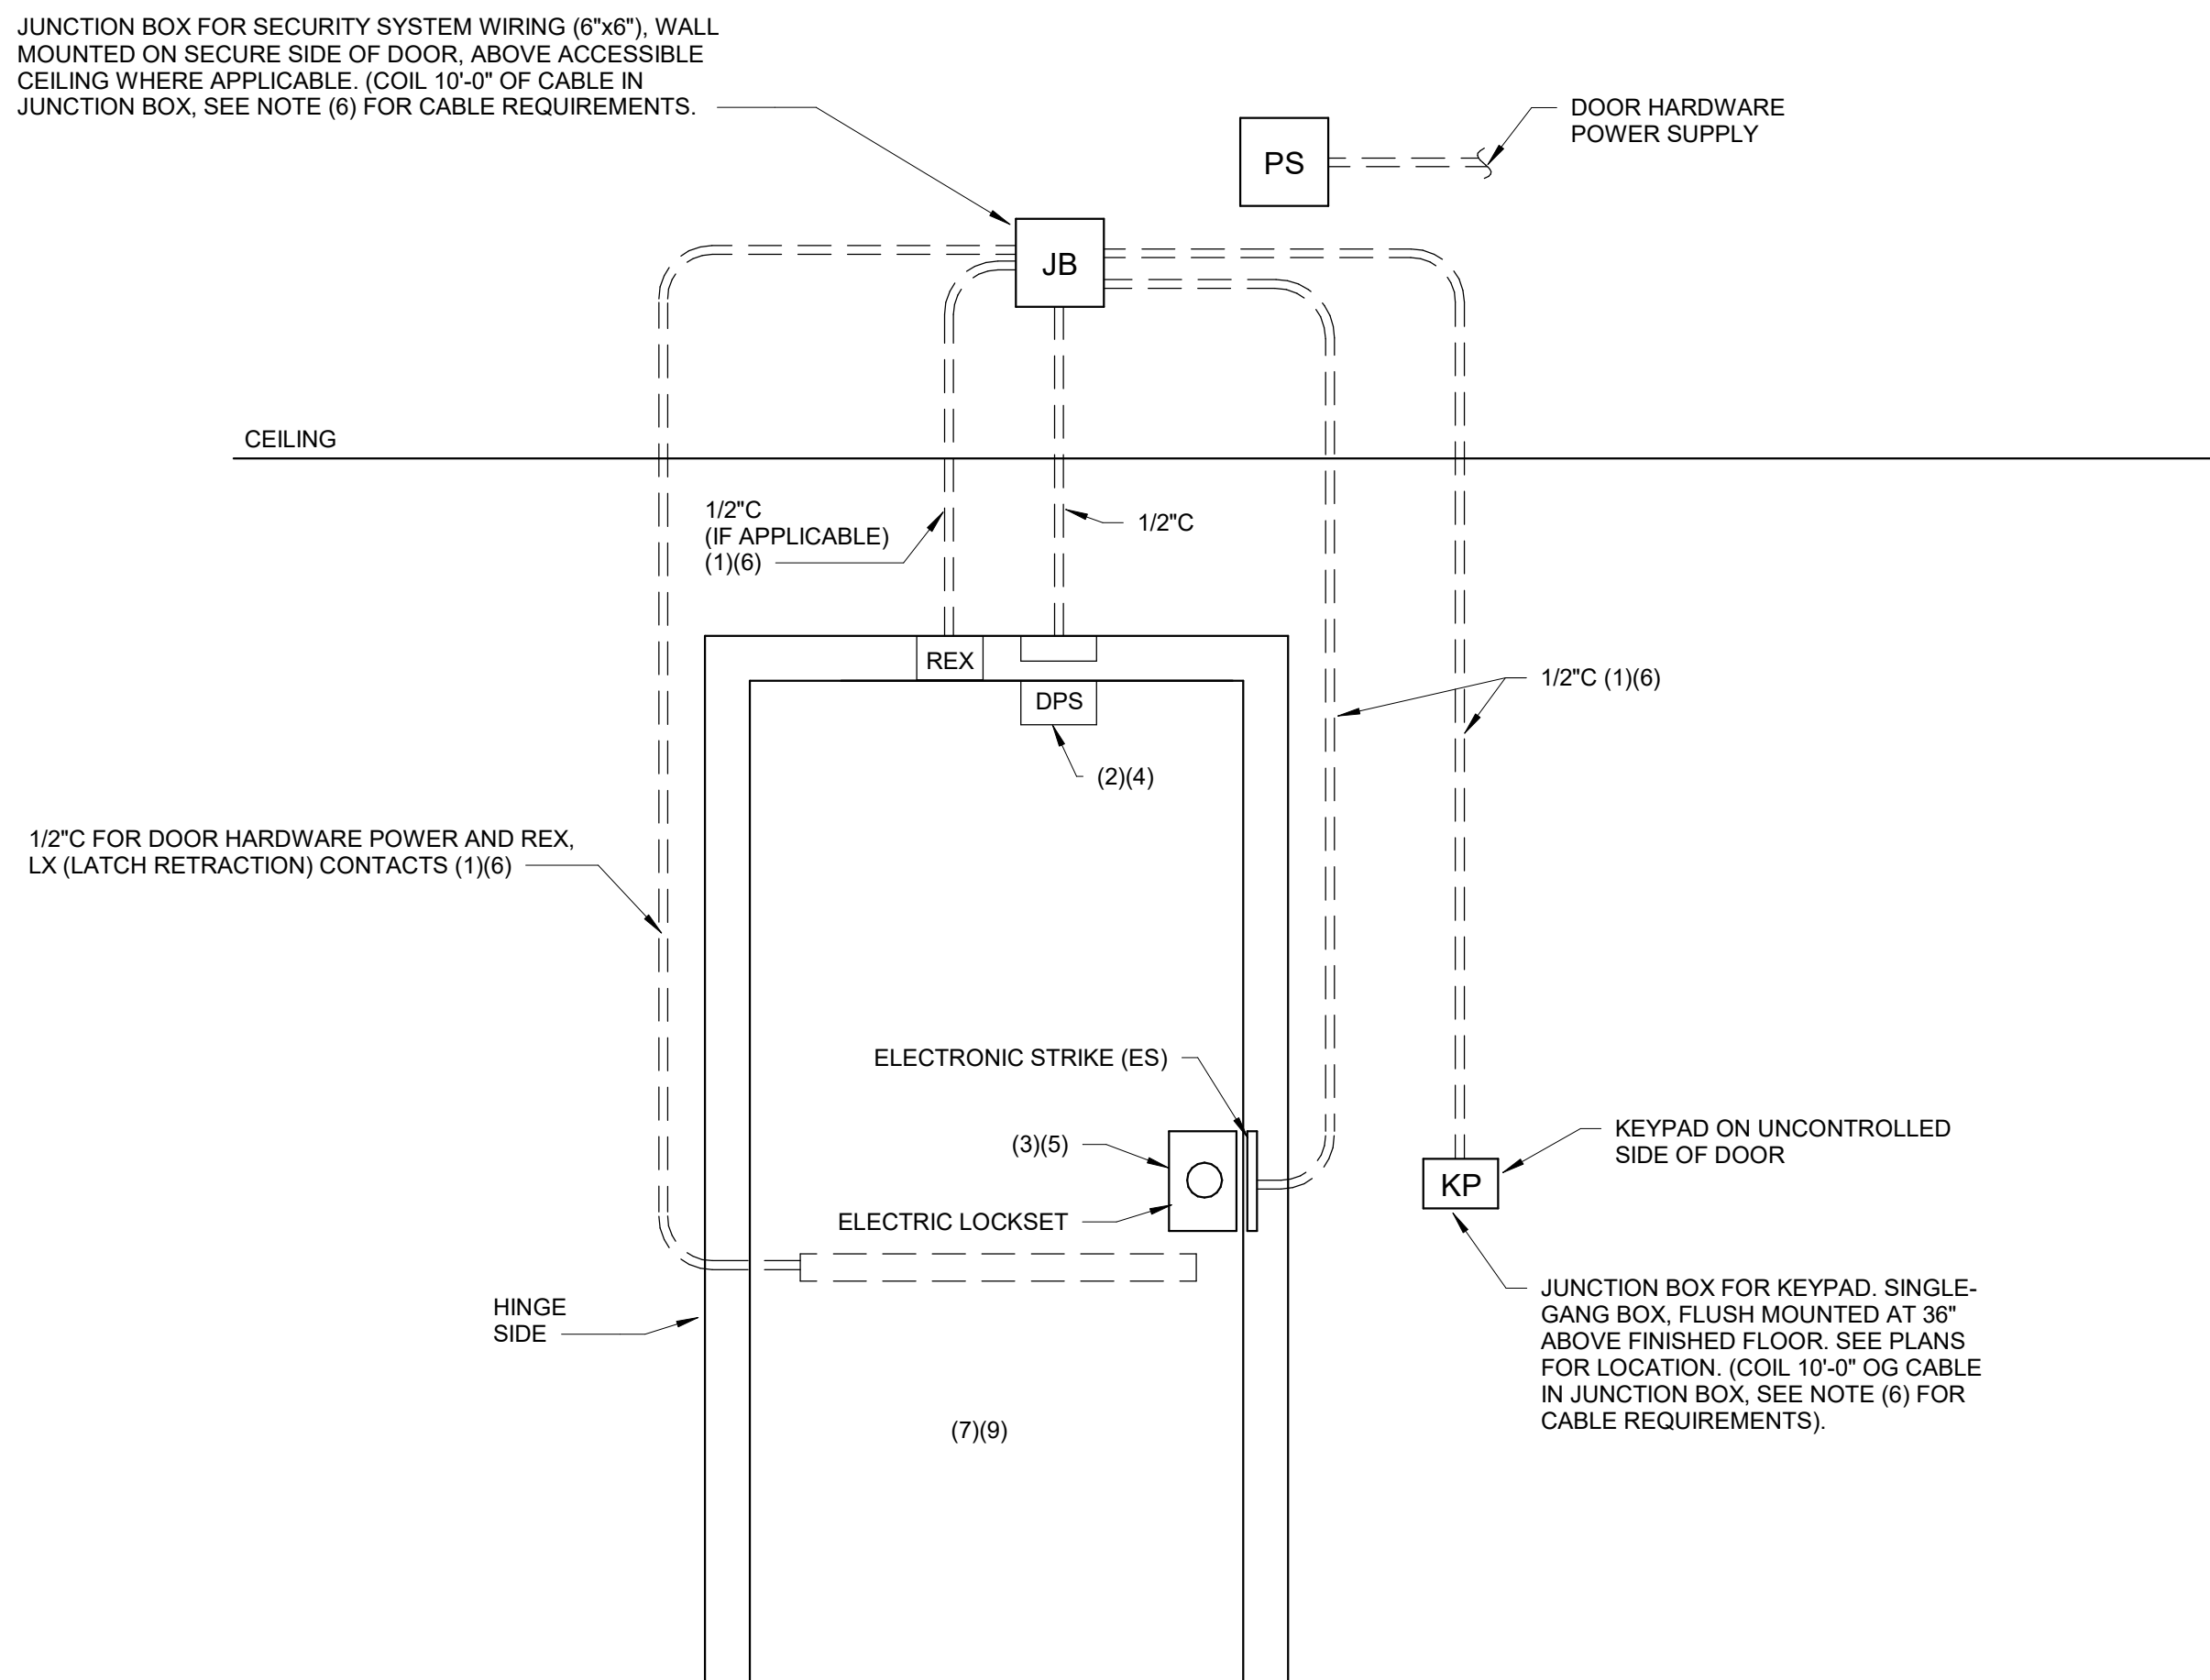 JUNCTION BOX FOR SECURITY SYSTEM WIRING (6"x6"), WALL
MOUNTED ON SECURE SIDE OF DOOR, ABOVE ACCESSIBLE
CEILING WHERE APPLICABLE. (COIL 10'-0" OF CABLE IN
JUNCTION BOX, SEE NOTE (6) FOR CABLE REQUIREMENTS.
DOOR HARDWARE
POWER SUPPLY
PS
JB
CEILING
1/2"C
(IF APPLICABLE)
(1)(6)
1/2"C
REX
DPS
1/2"C (1)(6)
(2)(4)
1/2"C FOR DOOR HARDWARE POWER AND REX,
LX (LATCH RETRACTION) CONTACTS (1)(6)
ELECTRONIC STRIKE (ES)
(3)(5)
KEYPAD ON UNCONTROLLED
SIDE OF DOOR
KP
ELECTRIC LOCKSET
HINGE
SIDE
JUNCTION BOX FOR KEYPAD. SINGLE-
GANG BOX, FLUSH MOUNTED AT 36"
ABOVE FINISHED FLOOR. SEE PLANS
FOR LOCATION. (COIL 10'-0" OG CABLE
IN JUNCTION BOX, SEE NOTE (6) FOR
CABLE REQUIREMENTS).
(7)(9)